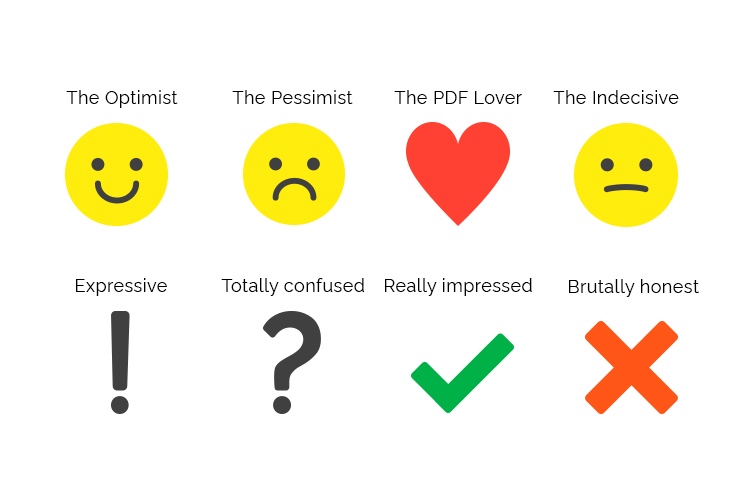 The Optimist
The Pessimist
The PDF Lover
The Indecisive
Expressive
Totally confused
Really impressed
Brutally honest